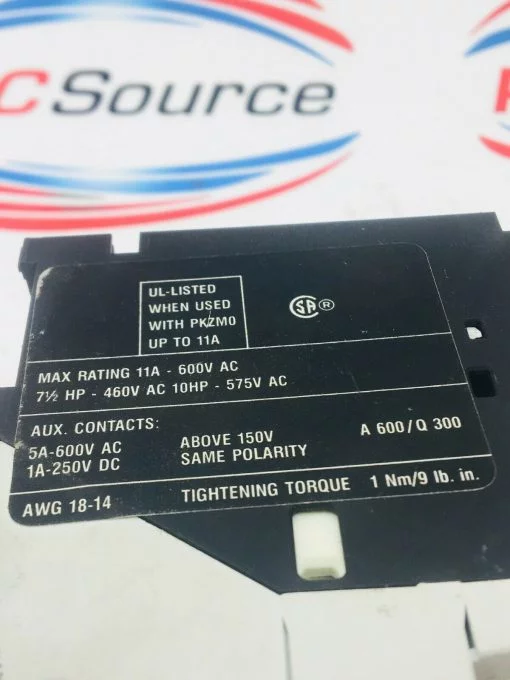 CSource
UL-LISTED
WHEN USED
WITH PKZM0
UP TO 11A
SA ®
MAX RATING 11A - 600V AC
7½ HP - 460V AC 10HP - 575V AC
AUX. CONTACTS:
5A-600V AC
1A-250V DC
ABOVE 150V
SAME POLARITY
A 600/Q 300
AWG 18-14
TIGHTENING TORQUE 1 Nm/9 lb. in.